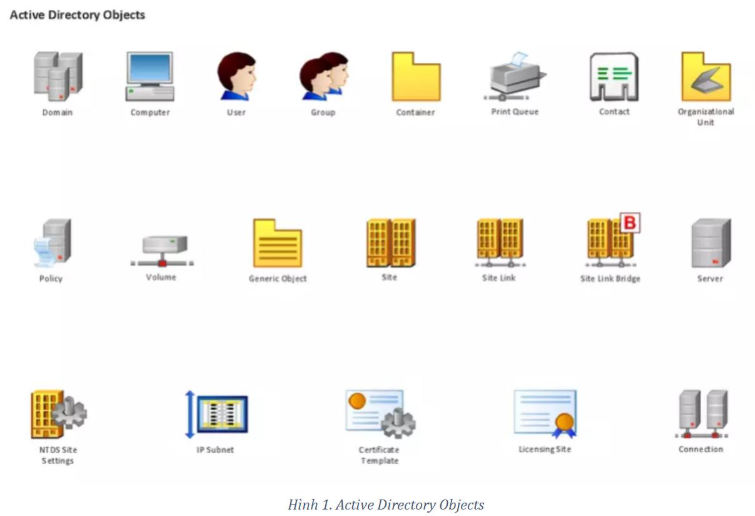 Active Directory Objects
Domain
Computer
User
Group
Container
Print Queue
Contact
Organizational
Unit
Policy
Volume
Generic Object
Site
Site Link
B
Site Link Bridge
Server
NTDS Site
Settings
IP Subnet
Certificate
Template
Licensing Site
Connection
Hình 1. Active Directory Objects